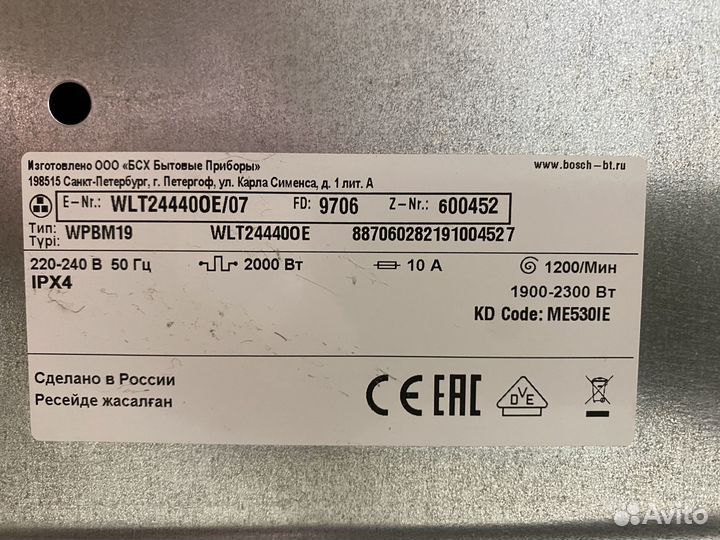 Изготовлено ООО «БСХ Бытовые Приборы» www.bosch-bt.ru
198515 Санкт-Петербург, г. Петергоф, ул. Карла Сименса, д. 1 лит. А
E-Nr.: WLT24440OE/07 FD: 9706 Z-Nr.: 600452
Тип: WPBM19 WLT24440OE 887060282191004527
Түрі:
220-240 В 50 Гц 2000 Вт 10 А 1200/Мин
IPX4 1900-2300 Вт
KD Code: ME530IE
Сделано в России
Ресейде жасалған
CE EAC DVE
Avito